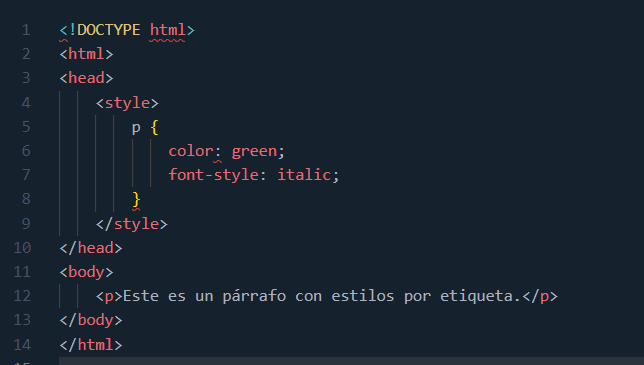 1 <!DOCTYPE html>
2 <html>
3 <head>
4 <style>
5 p {
6 color: green;
7 font-style: italic;
8 }
9 </style>
10 </head>
11 <body>
12 <p>Este es un párrafo con estilos por etiqueta.</p>
13 </body>
14 </html>